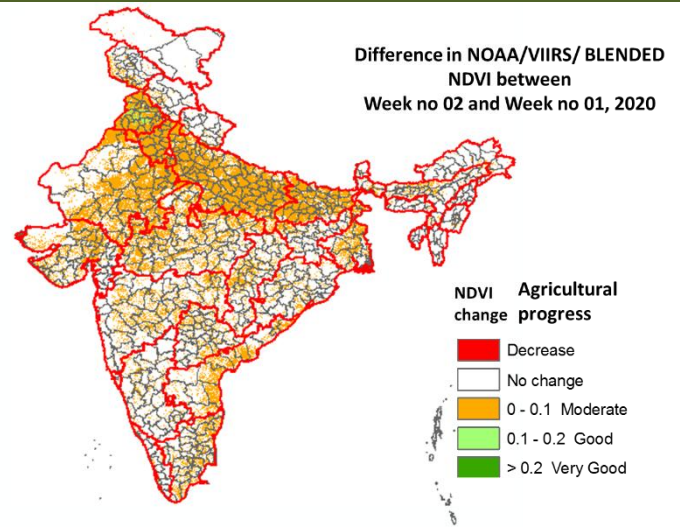 Difference in NOAA/VIIRS/ BLENDED
NDVI between
Week no 02 and Week no 01, 2020
NDVI change
Agricultural progress
Decrease
No change
0 - 0.1 Moderate
0.1 - 0.2 Good
> 0.2 Very Good